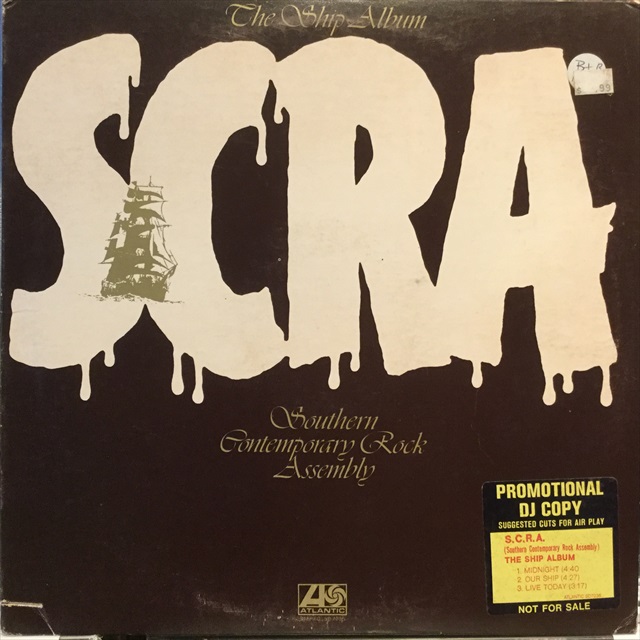 The Ship Album
SCRA
B+R
89
Southern
Contemporary Rock
Assembly
PROMOTIONAL
DJ COPY
SUGGESTED CUTS FOR AIR PLAY
S.C.R.A.
(Southern Contemporary Rock Assembly)
THE SHIP ALBUM
1. MIDNIGHT (4:40)
2. OUR SHIP (4:27)
3. LIVE TODAY (3:17)
NOT FOR SALE
ATLANTIC